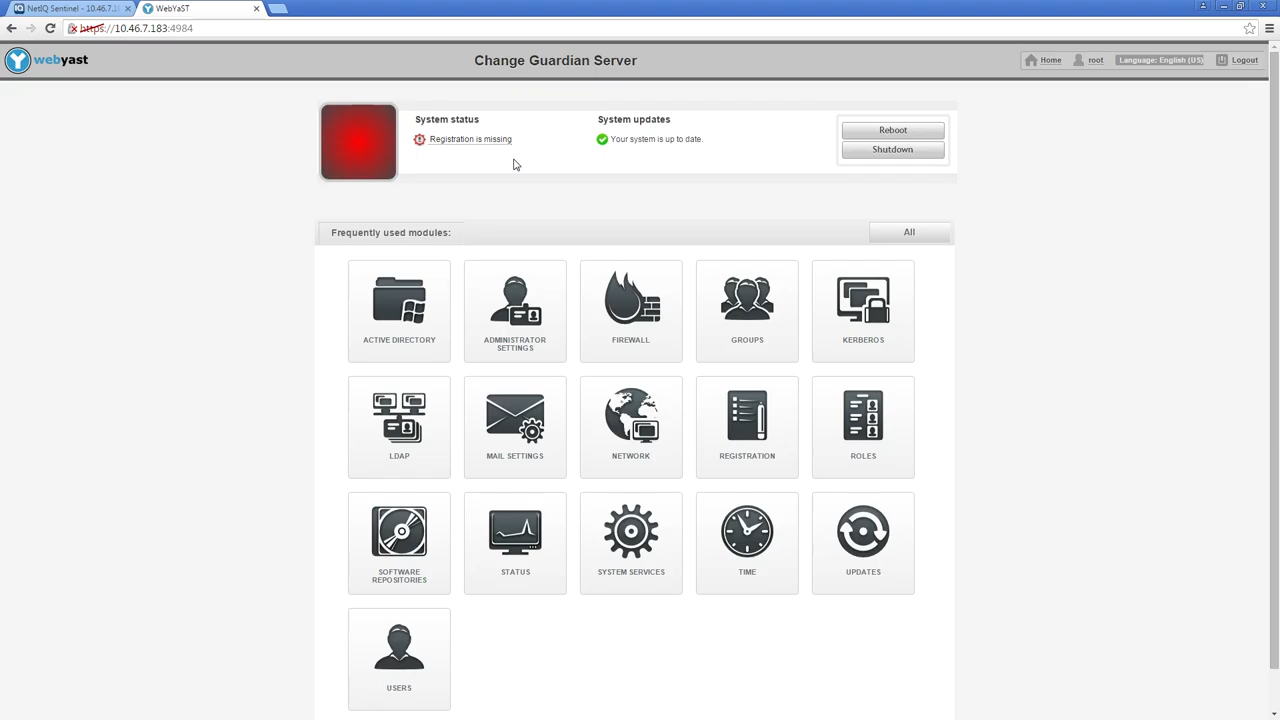 NetIQ Sentinel - 10.46.7.1
WebYaST
https://10.46.7.183:4984
webyast
Change Guardian Server
Home
root
Language: English (US)
Logout
System status
Registration is missing
System updates
Your system is up to date.
Reboot
Shutdown
Frequently used modules:
All
ACTIVE DIRECTORY
ADMINISTRATOR
SETTINGS
FIREWALL
GROUPS
KERBEROS
LDAP
MAIL SETTINGS
NETWORK
REGISTRATION
ROLES
SOFTWARE
REPOSITORIES
STATUS
SYSTEM SERVICES
TIME
UPDATES
USERS